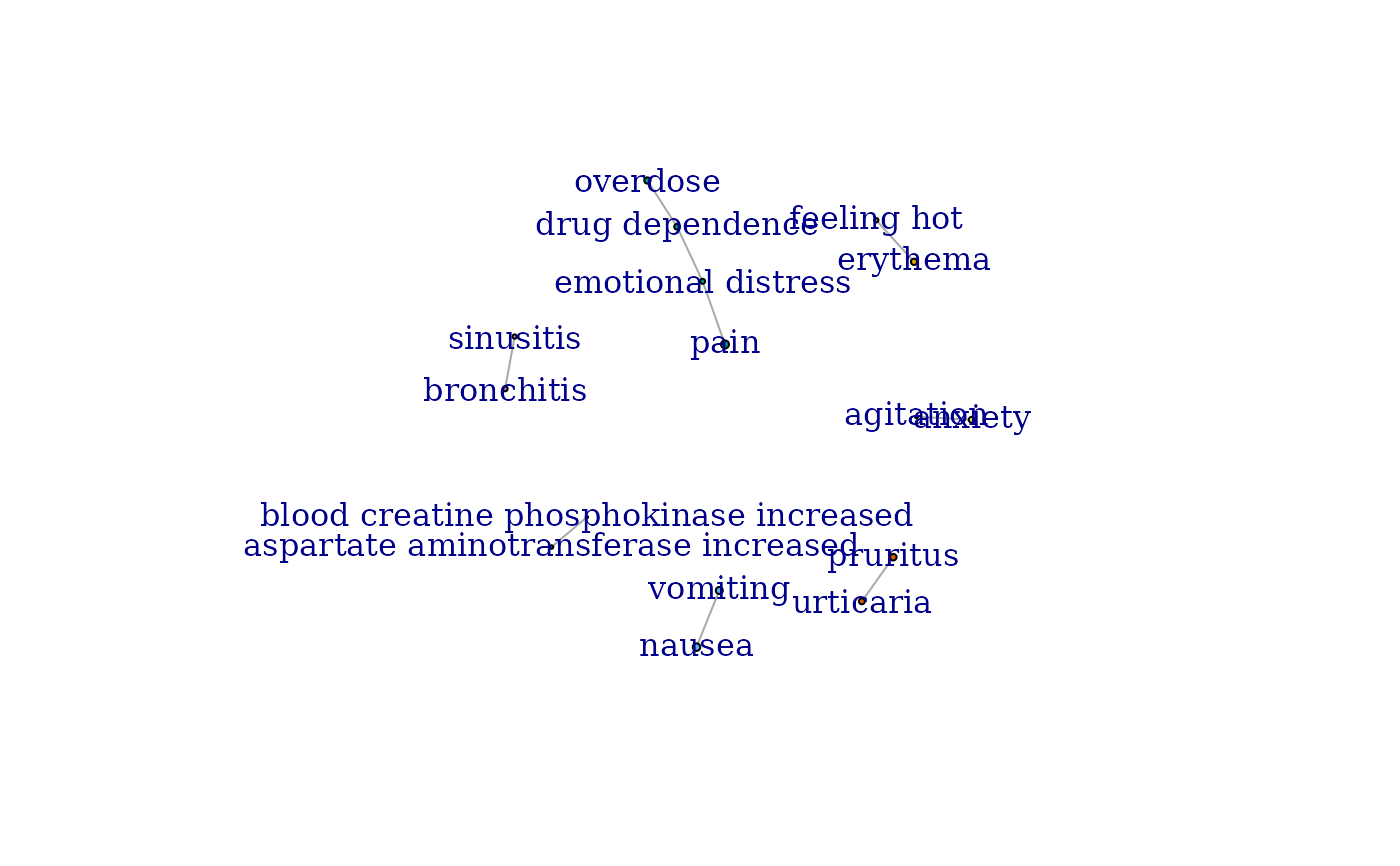 overdose
drug dependence
feeling hot
erythema
emotional distress
sinusitis
pain
bronchitis
agitation
anxiety
blood creatine phosphokinase increased
aspartate aminotransferase increased
pruritus
vomiting
urticaria
nausea